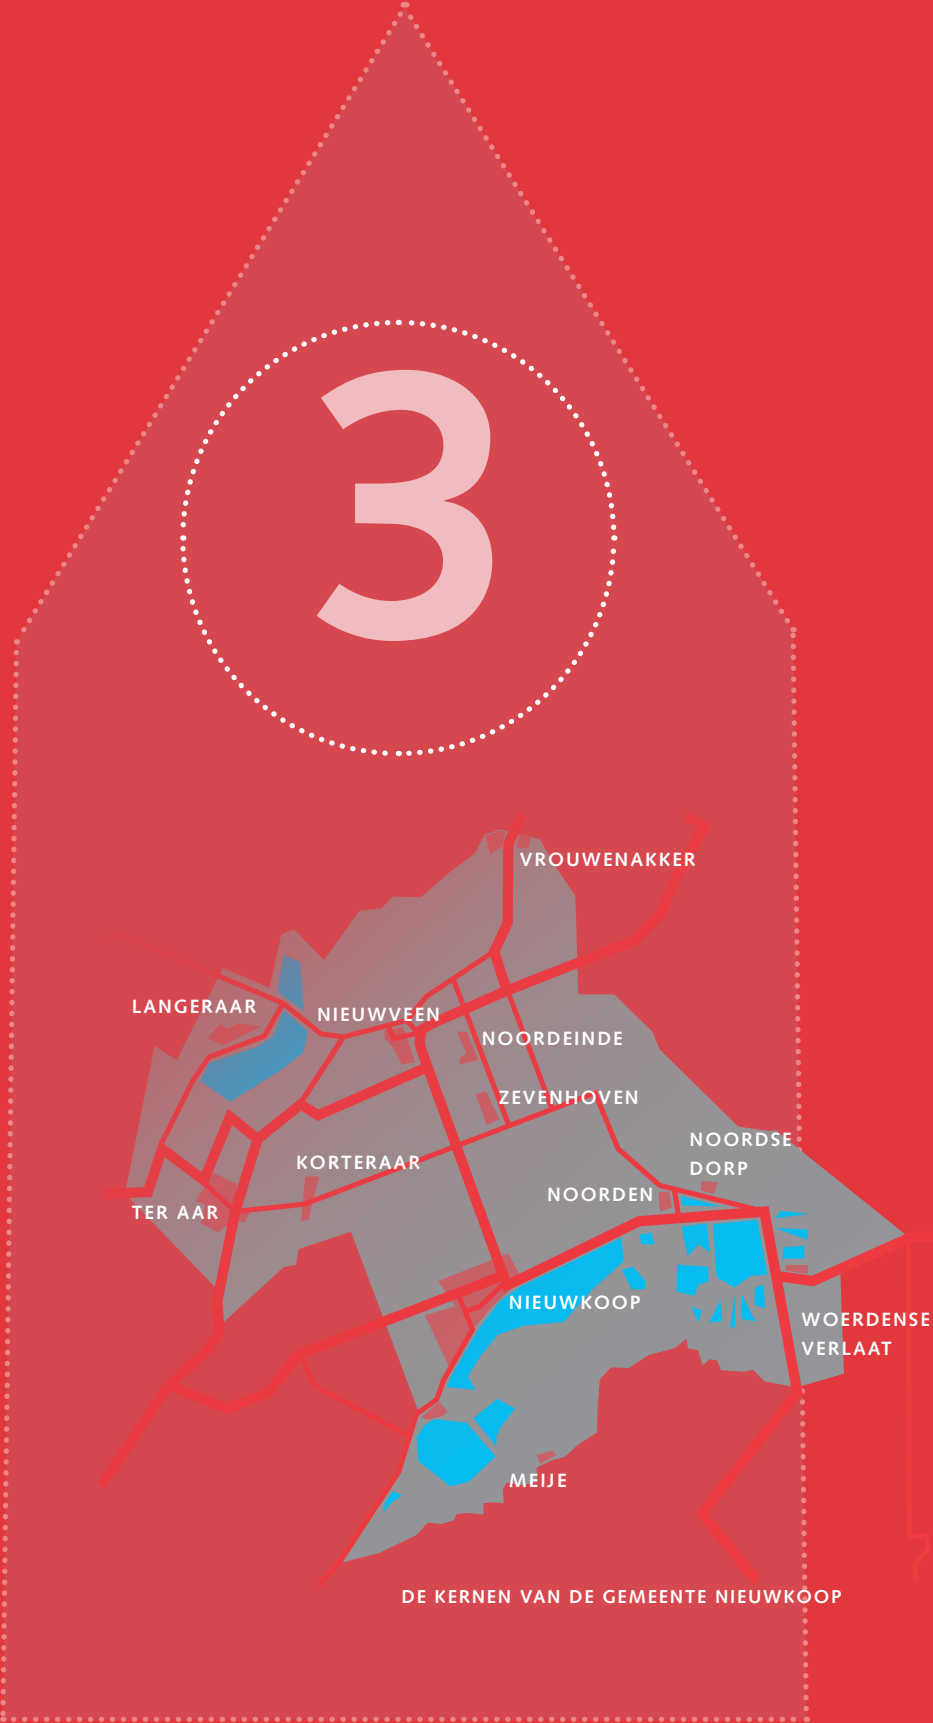 3
VROUWENAKKER
LANGERAAR
NIEUWVEEN
NOORDEINDE
ZEVENHOVEN
NOORDSE
DORP
KORTERAAR
NOORDEN
TER AAR
NIEUWKOOP
WOERDENSE
VERLAAT
MEIJE
DE KERNEN VAN DE GEMEENTE NIEUWKOOP